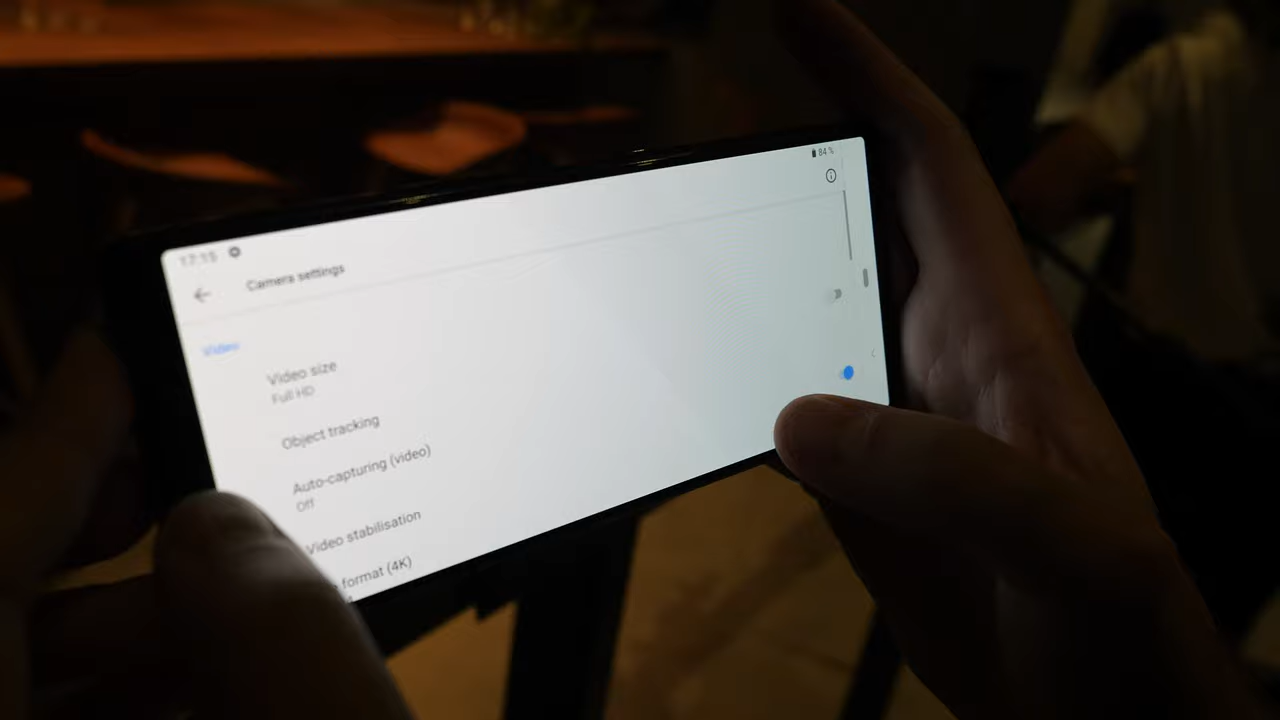 84 %
17:15
Camera settings
Video
Video size
Full HD
Object tracking
Auto-capturing (video)
Off
Video stabilisation
format (4K)